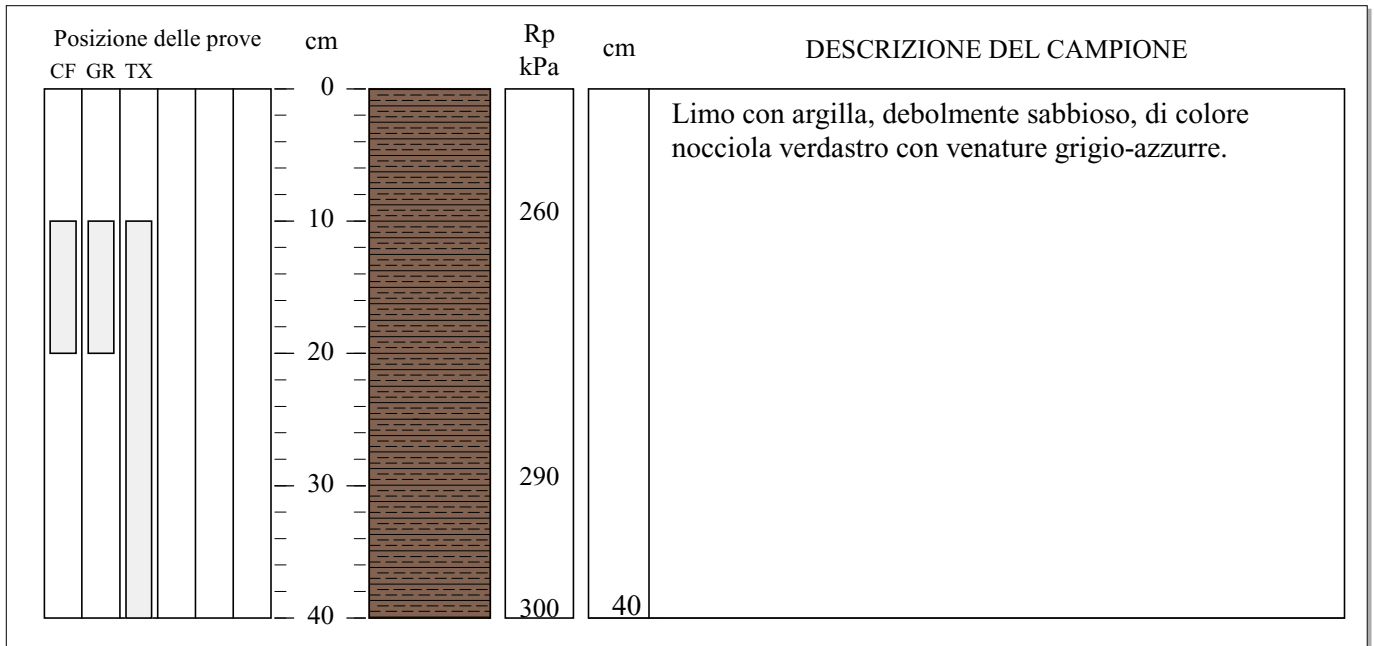 Posizione delle prove
CF GR TX
cm
Rp
kPa
cm
DESCRIZIONE DEL CAMPIONE
0
Limo con argilla, debolmente sabbioso, di colore
nocciola verdastro con venature grigio-azzurre.
10
260
20
30
290
40
300
40